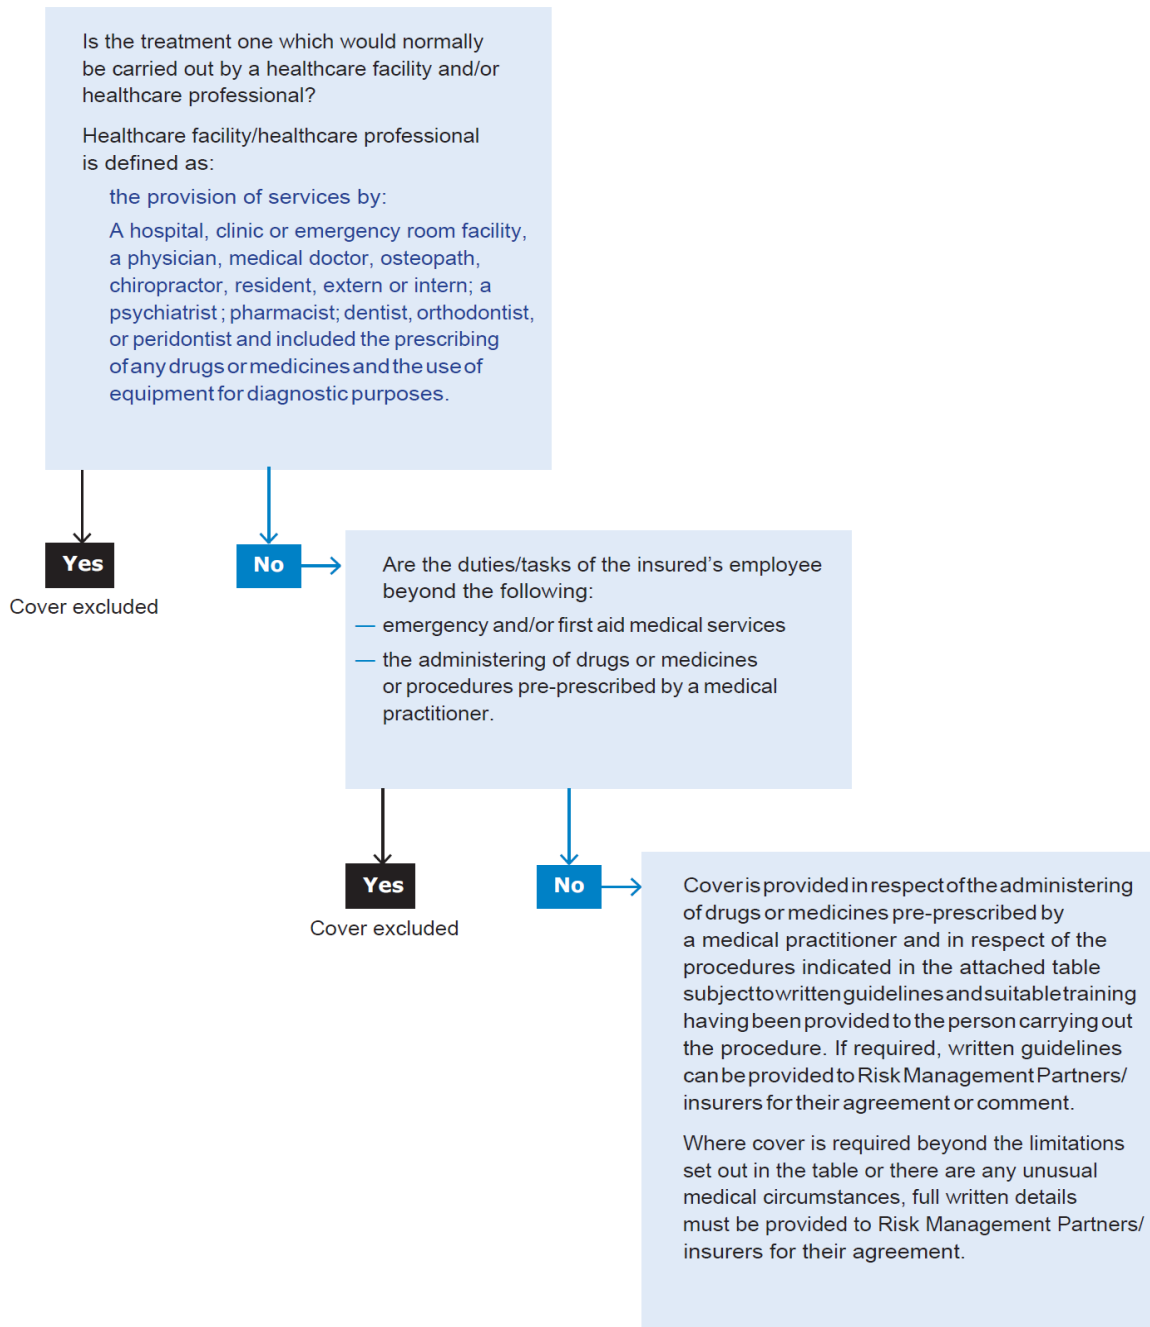 Is the treatment one which would normally
be carried out by a healthcare facility and/or
healthcare professional?
Healthcare facility/healthcare professional
is defined as:
the provision of services by:
A hospital, clinic or emergency room facility,
a physician, medical doctor, osteopath,
chiropractor, resident, extern or intern; a
psychiatrist; pharmacist; dentist, orthodontist,
or peridontist and included the prescribing
of any drugs or medicines and the use of
equipment for diagnostic purposes.
Yes
Cover excluded
No
Are the duties/tasks of the insured's employee
beyond the following:
— emergency and/or first aid medical services
— the administering of drugs or medicines
or procedures pre-prescribed by a medical
practitioner.
Yes
Cover excluded
No
Cover is provided in respect of the administering
of drugs or medicines pre-prescribed by
a medical practitioner and in respect of the
procedures indicated in the attached table
subject to written guidelines and suitable training
having been provided to the person carrying out
the procedure. If required, written guidelines
can be provided to Risk Management Partners/
insurers for their agreement or comment.
Where cover is required beyond the limitations
set out in the table or there are any unusual
medical circumstances, full written details
must be provided to Risk Management Partners/
insurers for their agreement.